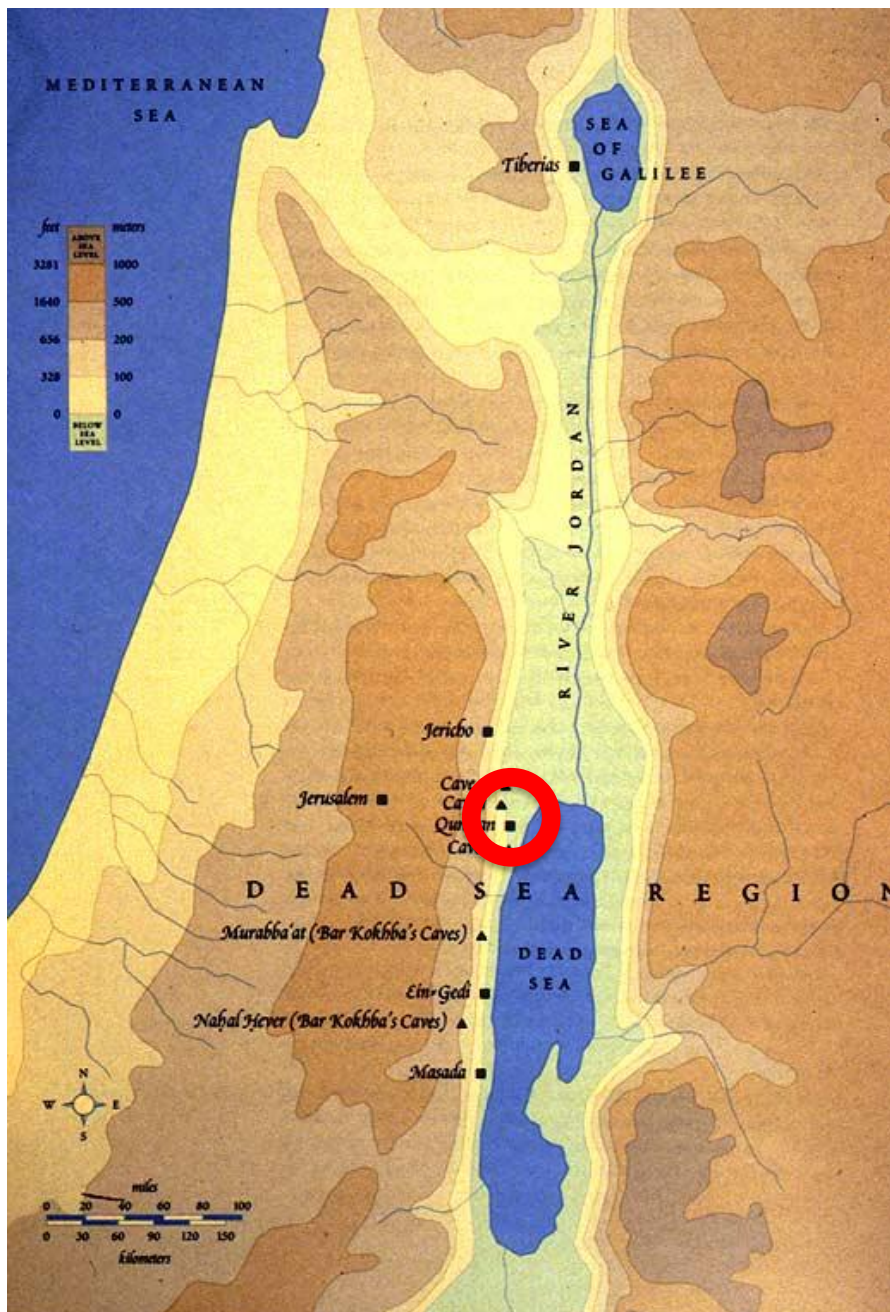 MEDITERRANEAN
SEA
SEA
OF
GALILEE
Tiberias
feet
meters
ABOVE
SEA
LEVEL
3281 1000
1640 500
656 200
328 100
0 0
BELOW
SEA
LEVEL
RIVER JORDAN
Jericho
Jerusalem
DEAD SEA REGION
Murabba'at (Bar Kokhba's Caves)
DEAD
SEA
Ein-Gedi
Nahal Hever (Bar Kokhba's Caves)
Masada
N
W E
S
miles
0 20 40 60 80 100
0 30 60 90 120 150
kilometers